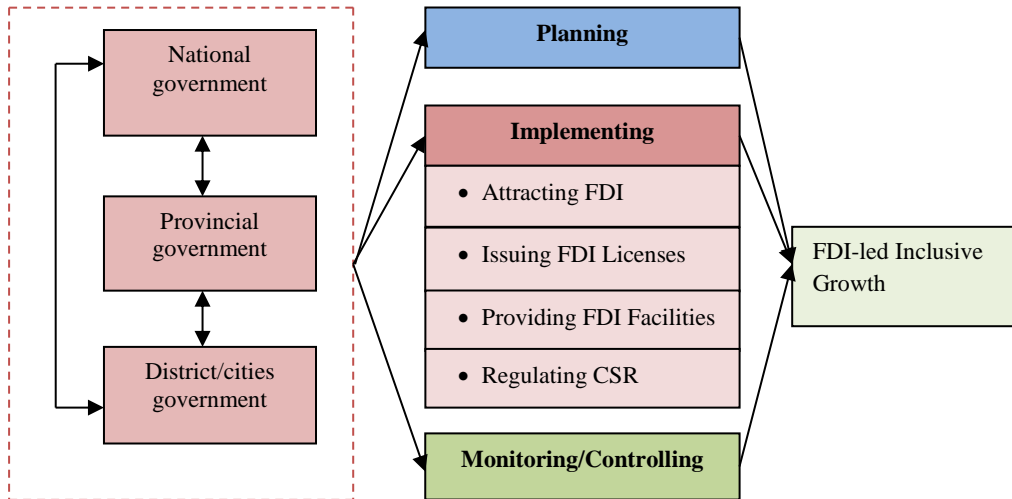 National
government
Provincial
government
District/cities
government
Planning
Implementing
• Attracting FDI
• Issuing FDI Licenses
• Providing FDI Facilities
• Regulating CSR
Monitoring/Controlling
FDI-led Inclusive
Growth